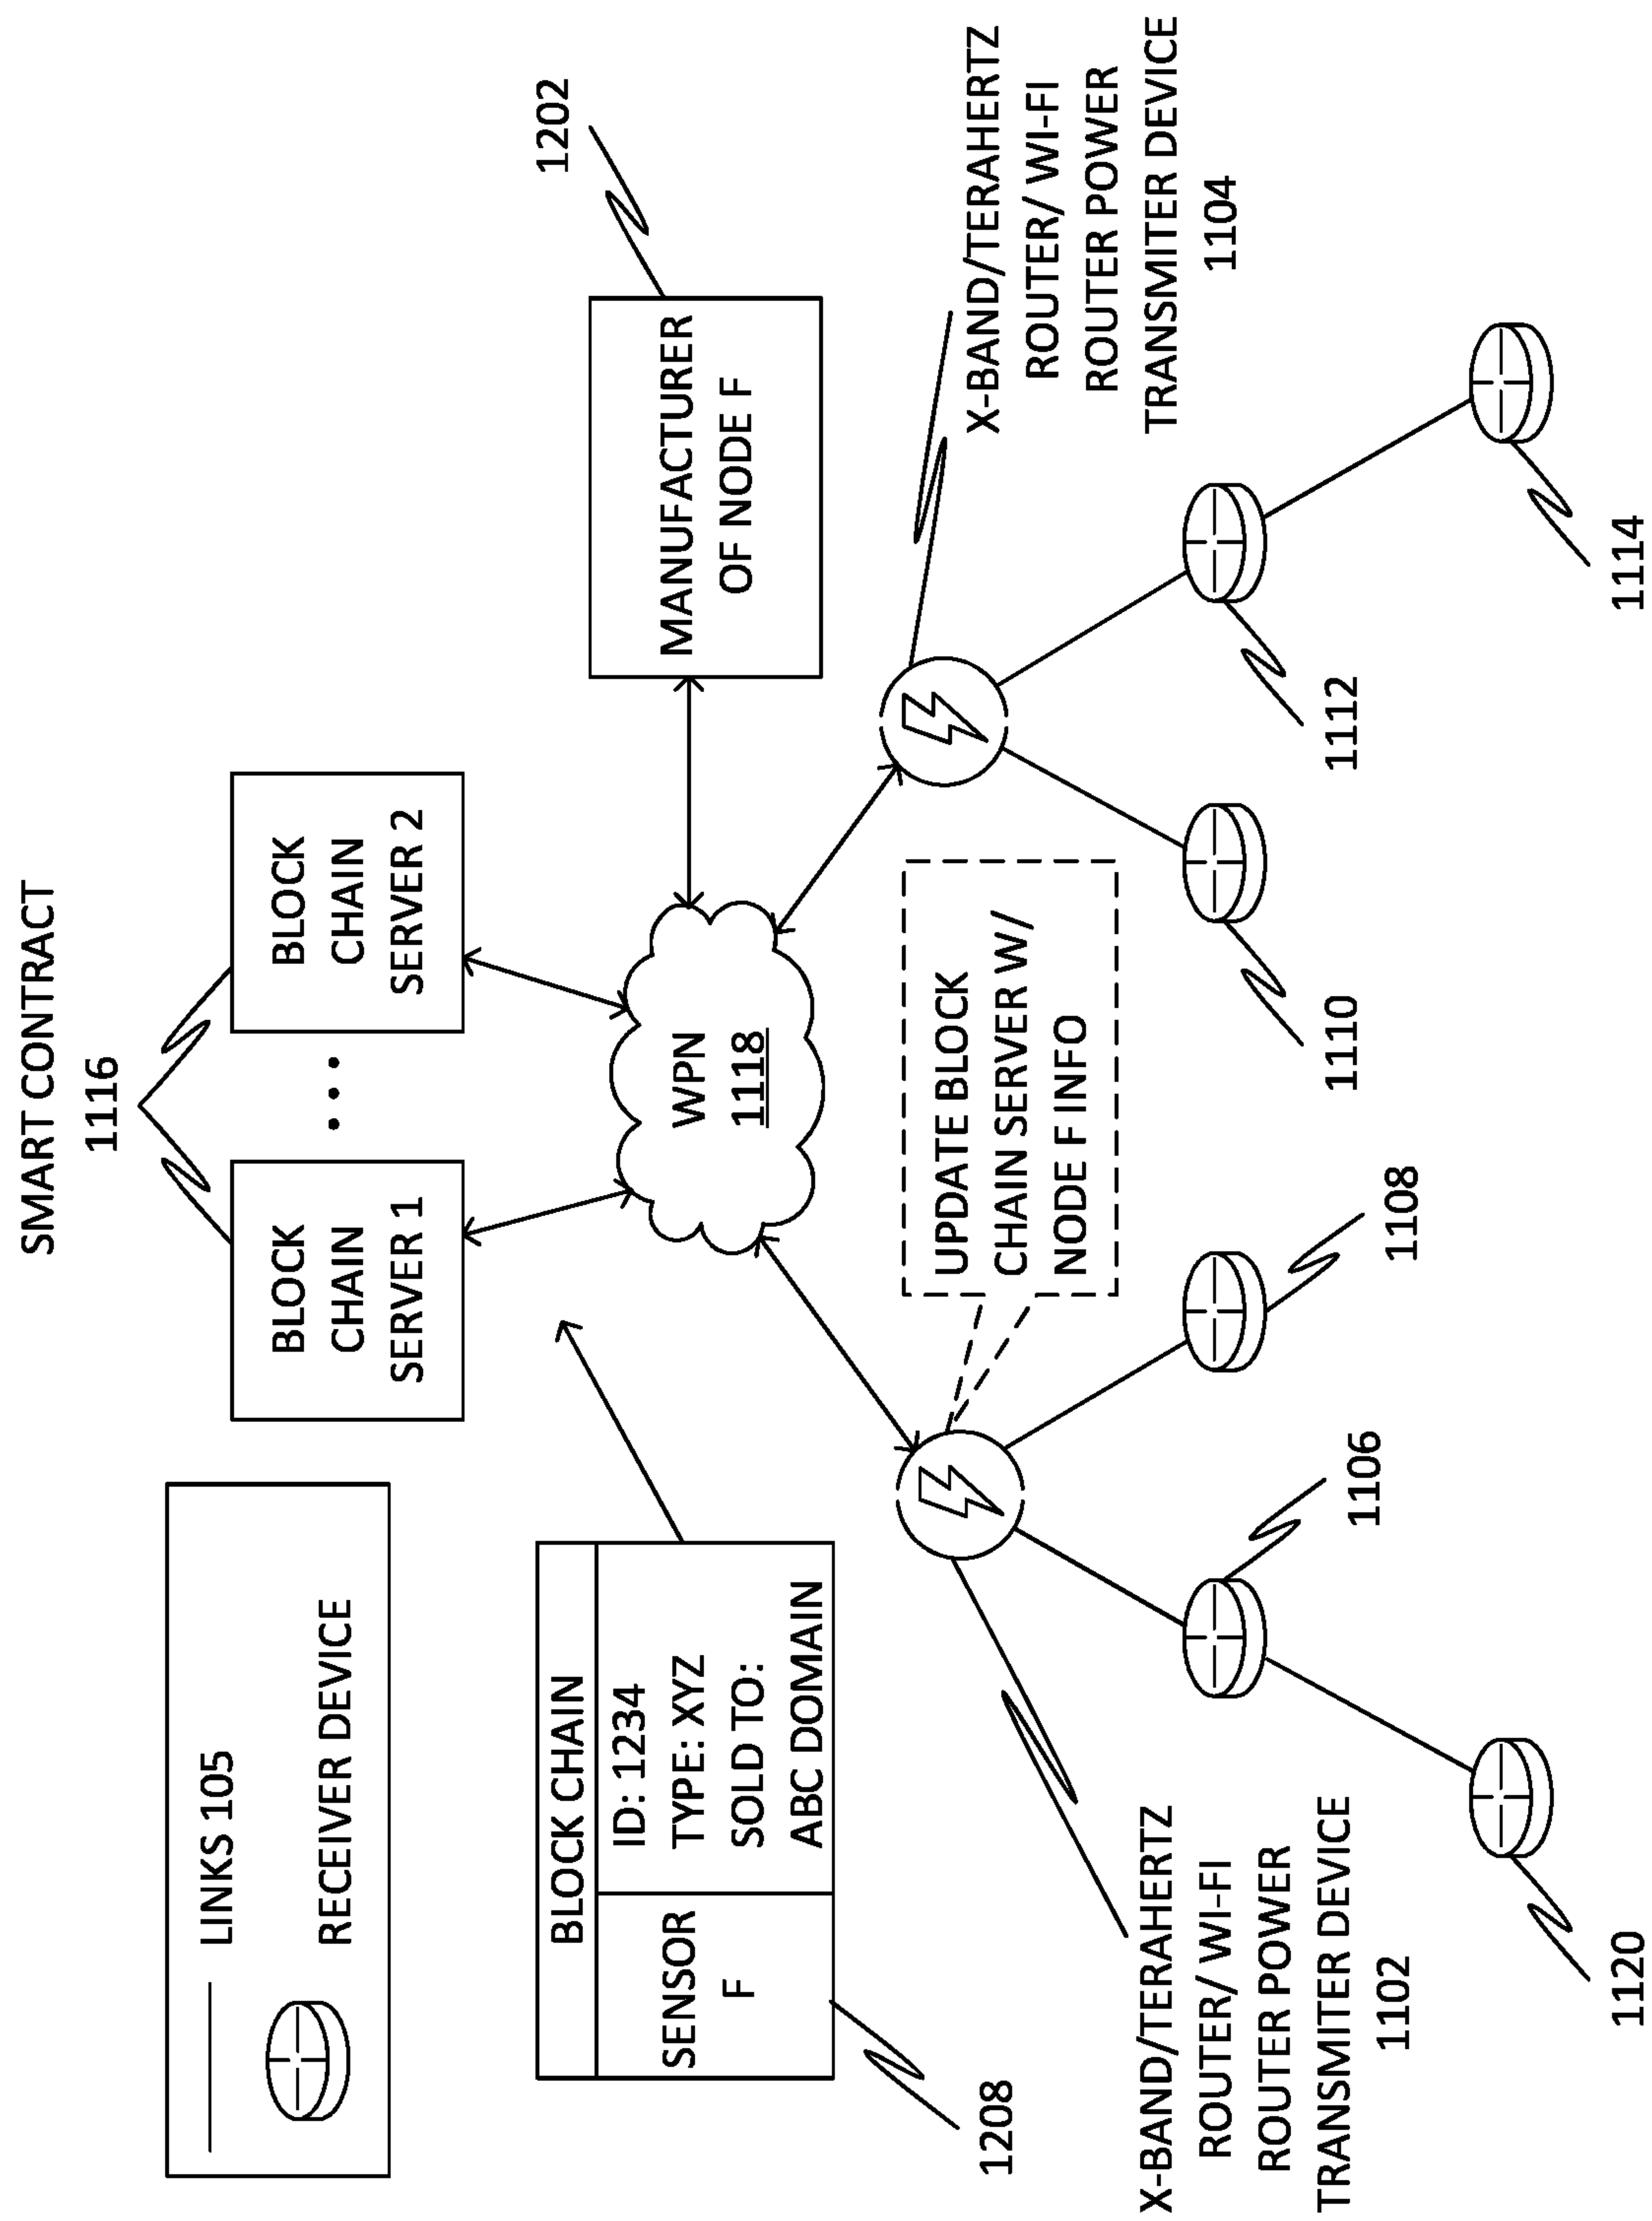 SMART CONTRACT
1116
LINKS 105
RECEIVER DEVICE
BLOCK
CHAIN
SERVER 1
...
BLOCK
CHAIN
SERVER 2
1202
BLOCK CHAIN
SENSOR
F
ID: 1234
TYPE: XYZ
SOLD TO:
ABC DOMAIN
1208
WPN
1118
MANUFACTURER
OF NODE F
UPDATE BLOCK
CHAIN SERVER W/
NODE F INFO
X-BAND/TERAHERTZ
ROUTER/ WI-FI
ROUTER POWER
TRANSMITER DEVICE
1104
X-BAND/TERAHERTZ
ROUTER/ WI-FI
ROUTER POWER
TRANSMITER DEVICE
1102
1106
1108
1110
1112
1120
1114